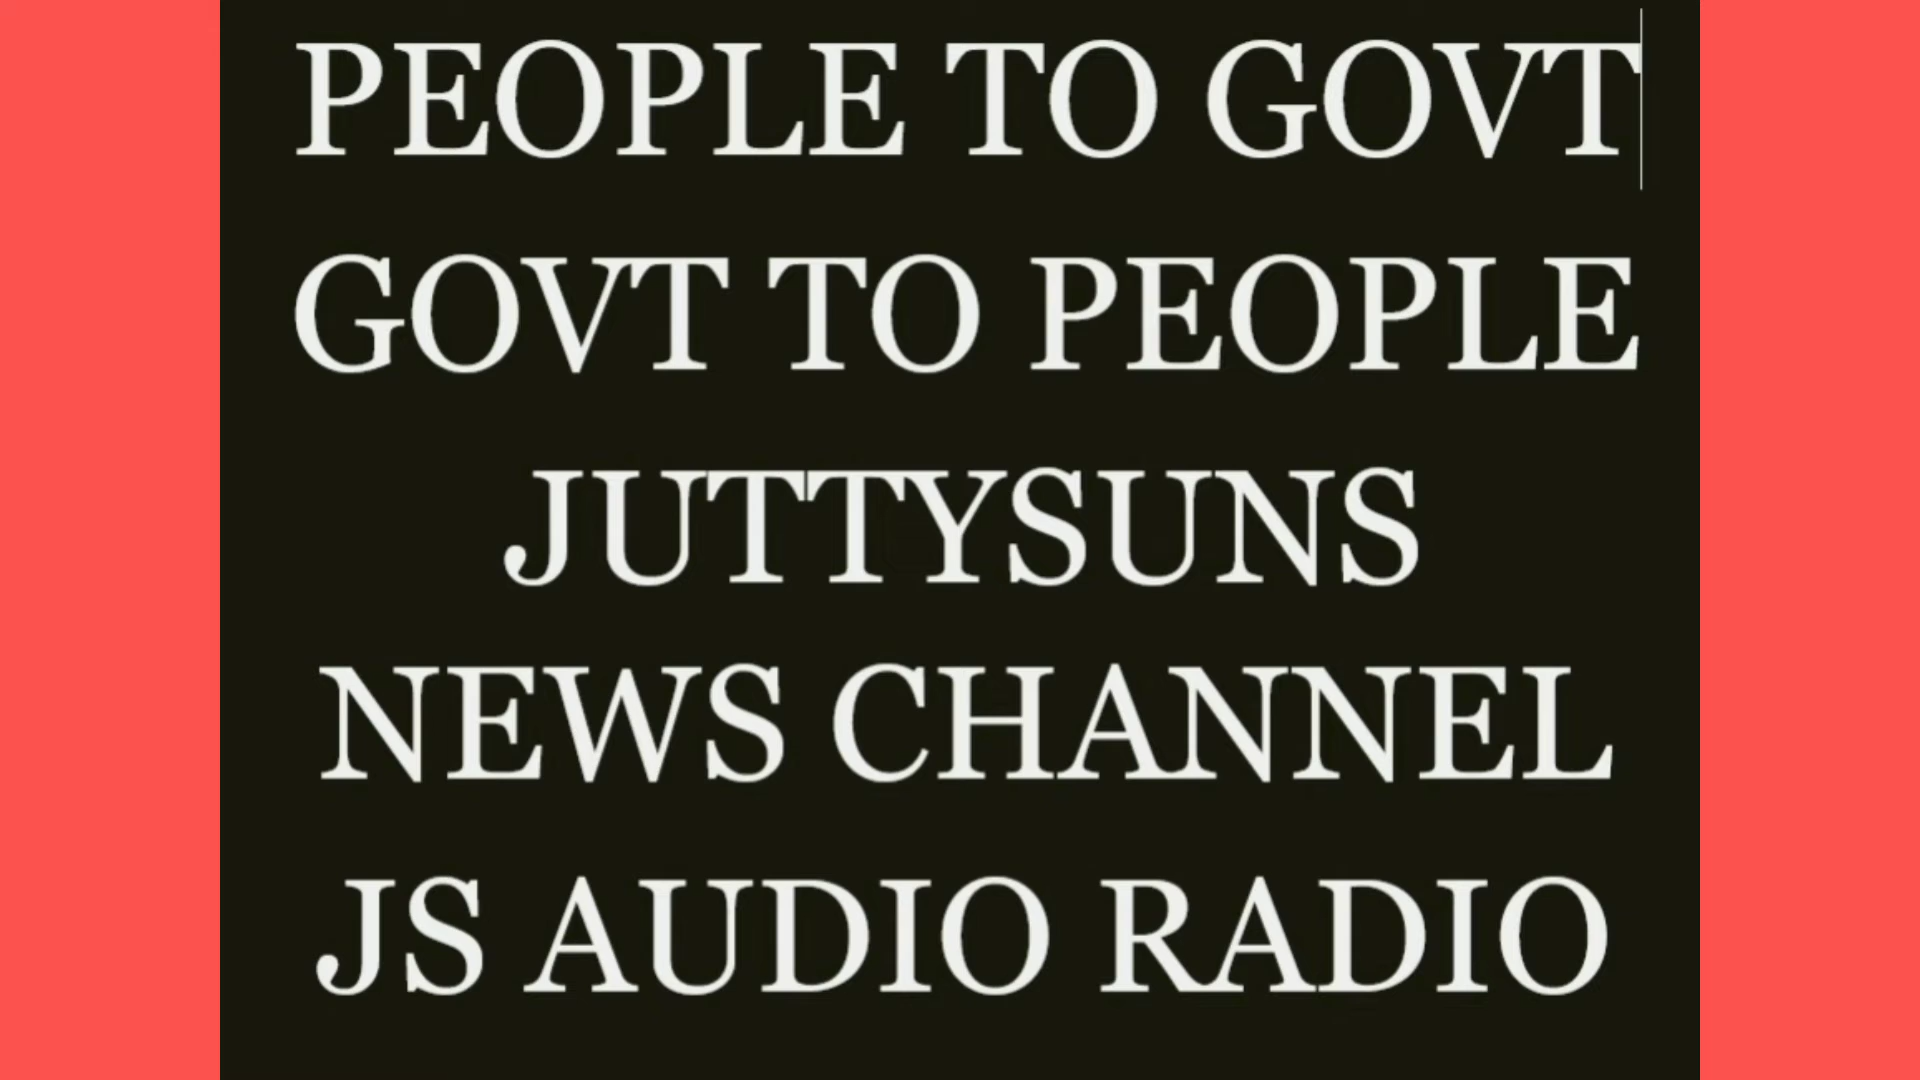 PEOPLE TO GOVT
GOVT TO PEOPLE
JUTTYSUNS
NEWS CHANNEL
JS AUDIO RADIO